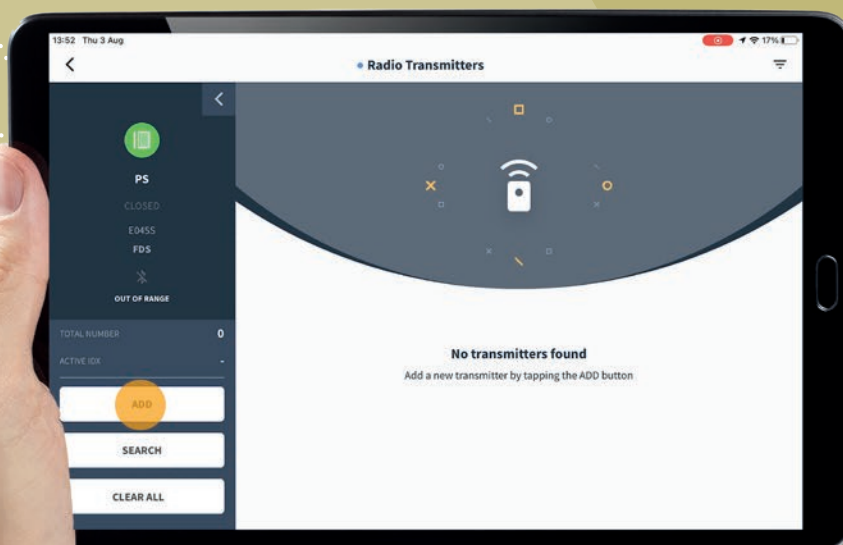 13:52 Thu 3 Aug
17%
Radio Transmitters
PS
CLOSED
E045S
FDS
OUT OF RANGE
TOTAL NUMBER 0
ACTIVE IDX -
ADD
SEARCH
CLEAR ALL
No transmitters found
Add a new transmitter by tapping the ADD button